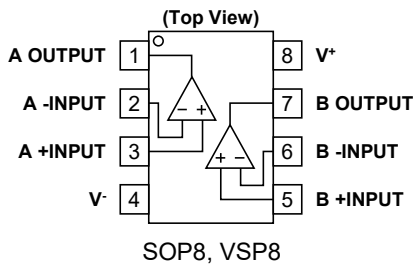 (Top View)
A OUTPUT 1 8 V+
A -INPUT 2 7 B OUTPUT
- +
A +INPUT 3 + - 6 B -INPUT
V- 4 5 B +INPUT
SOP8, VSP8